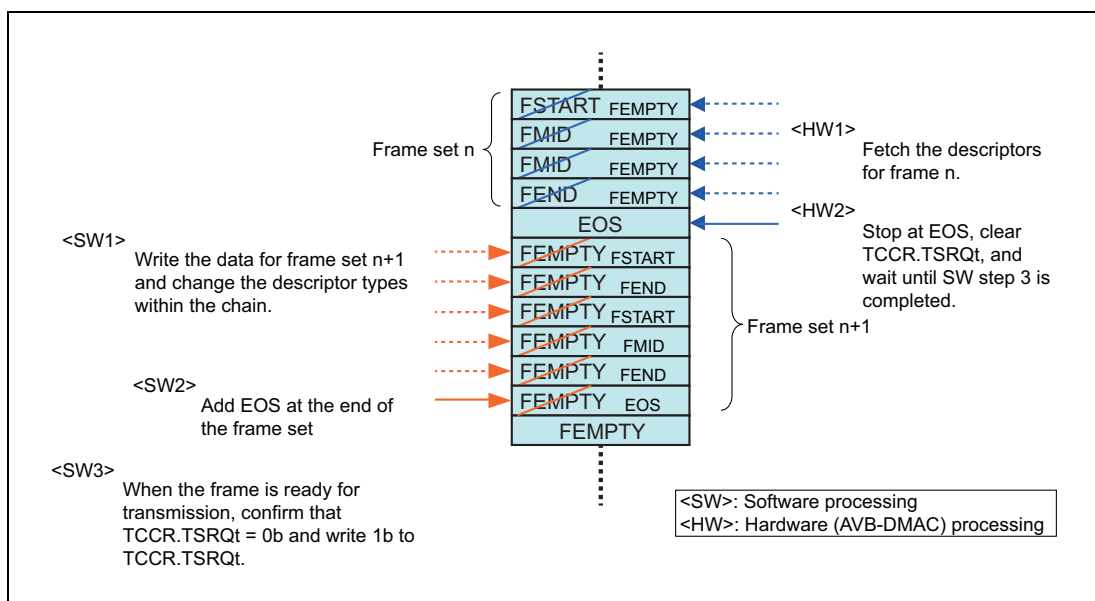 FSTART FEMPTY
FMID FEMPTY
FMID FEMPTY
FEND FEMPTY
EOS
FEMPTY FSTART
FEMPTY FEND
FEMPTY FSTART
FEMPTY FMID
FEMPTY FEND
FEMPTY EOS
FEMPTY
Frame set n
<HW1>
Fetch the descriptors
for frame n.
<HW2>
Stop at EOS, clear
TCCR.TSRQt, and
wait until SW step 3 is
completed.
<SW1>
Write the data for frame set n+1
and change the descriptor types
within the chain.
Frame set n+1
<SW2>
Add EOS at the end of
the frame set
<SW3>
When the frame is ready for
transmission, confirm that
TCCR.TSRQt = 0b and write 1b to
TCCR.TSRQt.
<SW>: Software processing
<HW>: Hardware (AVB-DMAC) processing